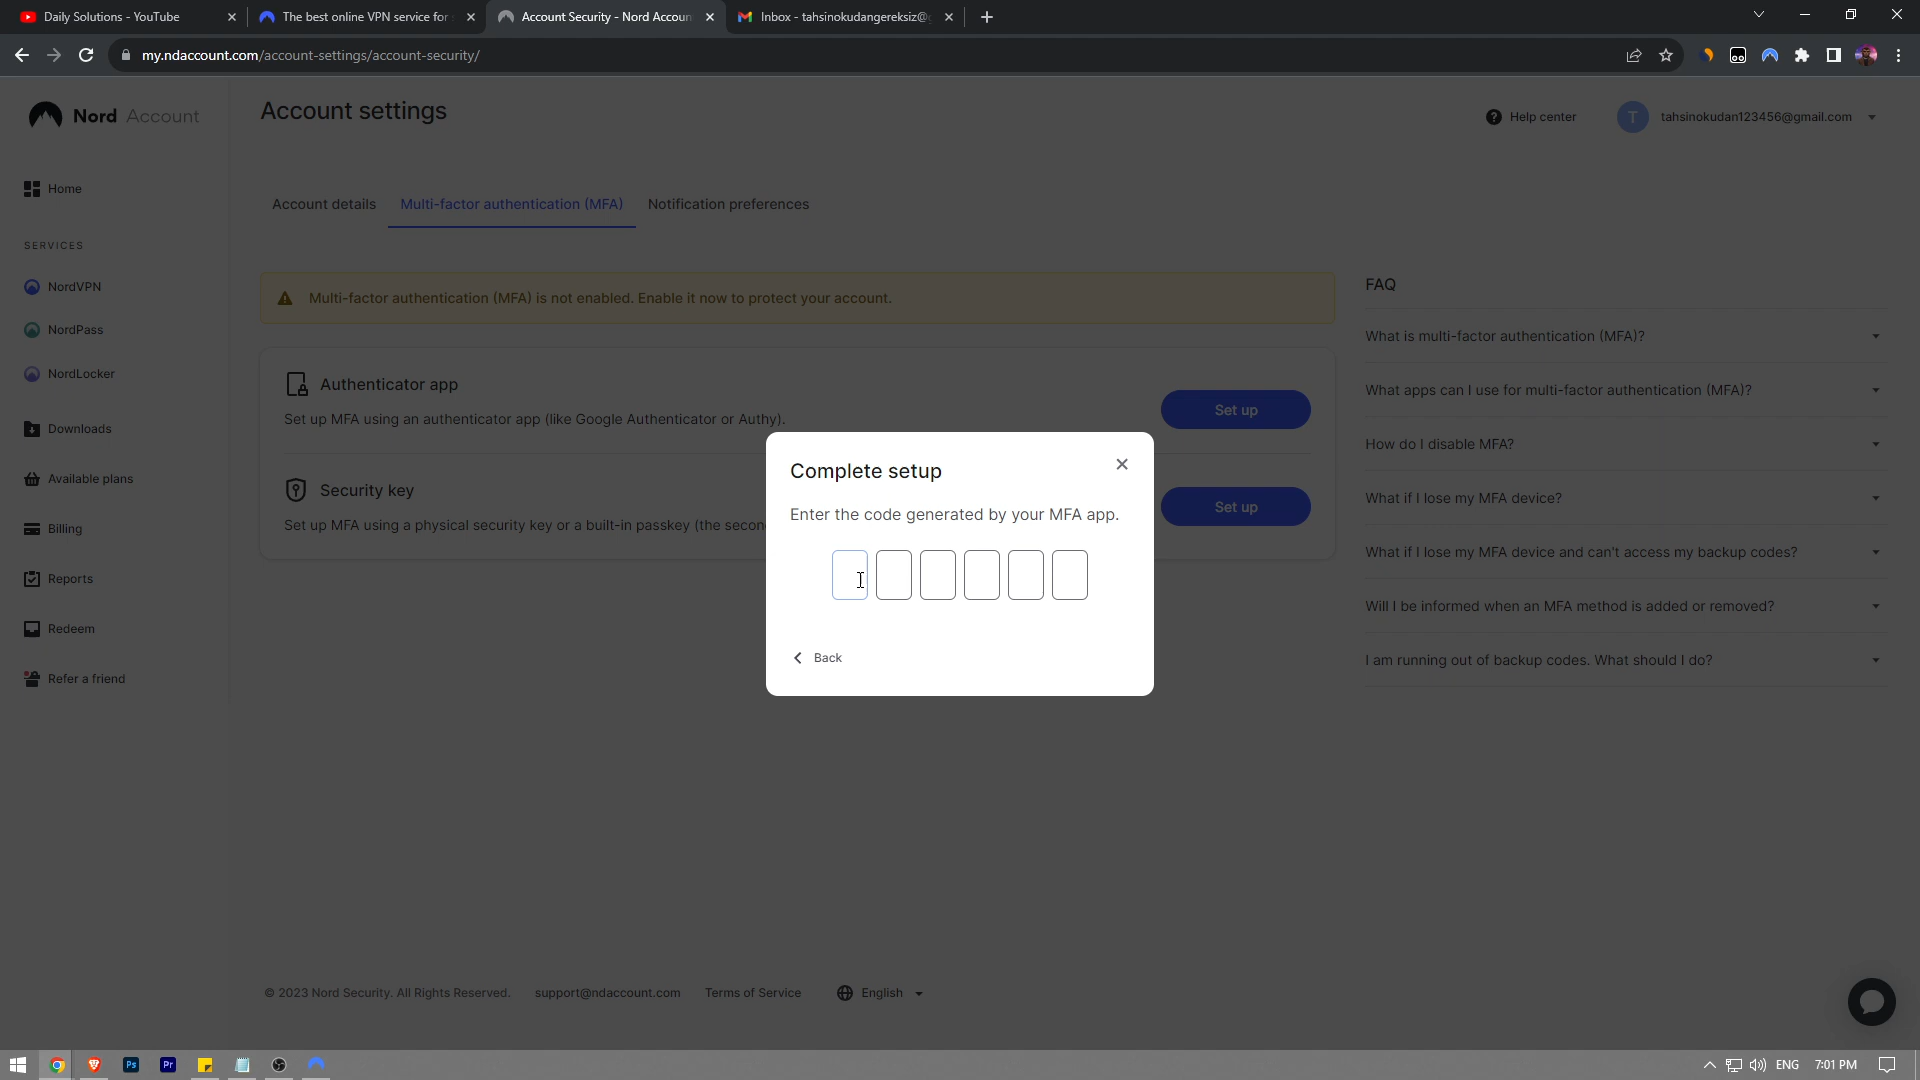 Daily Solutions - YouTube
The best online VPN service for
Account Security - Nord Accoun
Inbox - tahsinokudangereksiz@
my.ndaccount.com/account-settings/account-security/
Nord Account
Account settings
Help center
T
tahsinokudan123456@gmail.com
Home
Account details
Multi-factor authentication (MFA)
Notification preferences
SERVICES
NordVPN
NordPass
NordLocker
Downloads
Available plans
Billing
Reports
Redeem
Refer a friend
Multi-factor authentication (MFA) is not enabled. Enable it now to protect your account.
Authenticator app
Set up MFA using an authenticator app (like Google Authenticator or Authy).
Set up
Security key
Set up MFA using a physical security key or a built-in passkey (the secon
Set up
Complete setup
Enter the code generated by your MFA app.
Back
FAQ
What is multi-factor authentication (MFA)?
What apps can I use for multi-factor authentication (MFA)?
How do I disable MFA?
What if I lose my MFA device?
What if I lose my MFA device and can't access my backup codes?
Will I be informed when an MFA method is added or removed?
I am running out of backup codes. What should I do?
© 2023 Nord Security. All Rights Reserved.
support@ndaccount.com
Terms of Service
English
Ps
Pr
ENG
7:01 PM